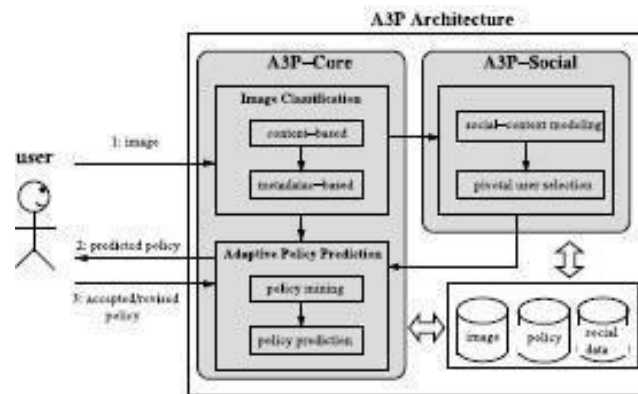 A3P Architecture
A3P-Core
A3P-Social
Image Classification
content-based
social-context modeling
1: image
user
metadata-based
pivotal user selection
2: predicted policy
Adaptive Policy Prediction
policy mining
3: accepted/revised
policy
policy prediction
image
policy
social
data